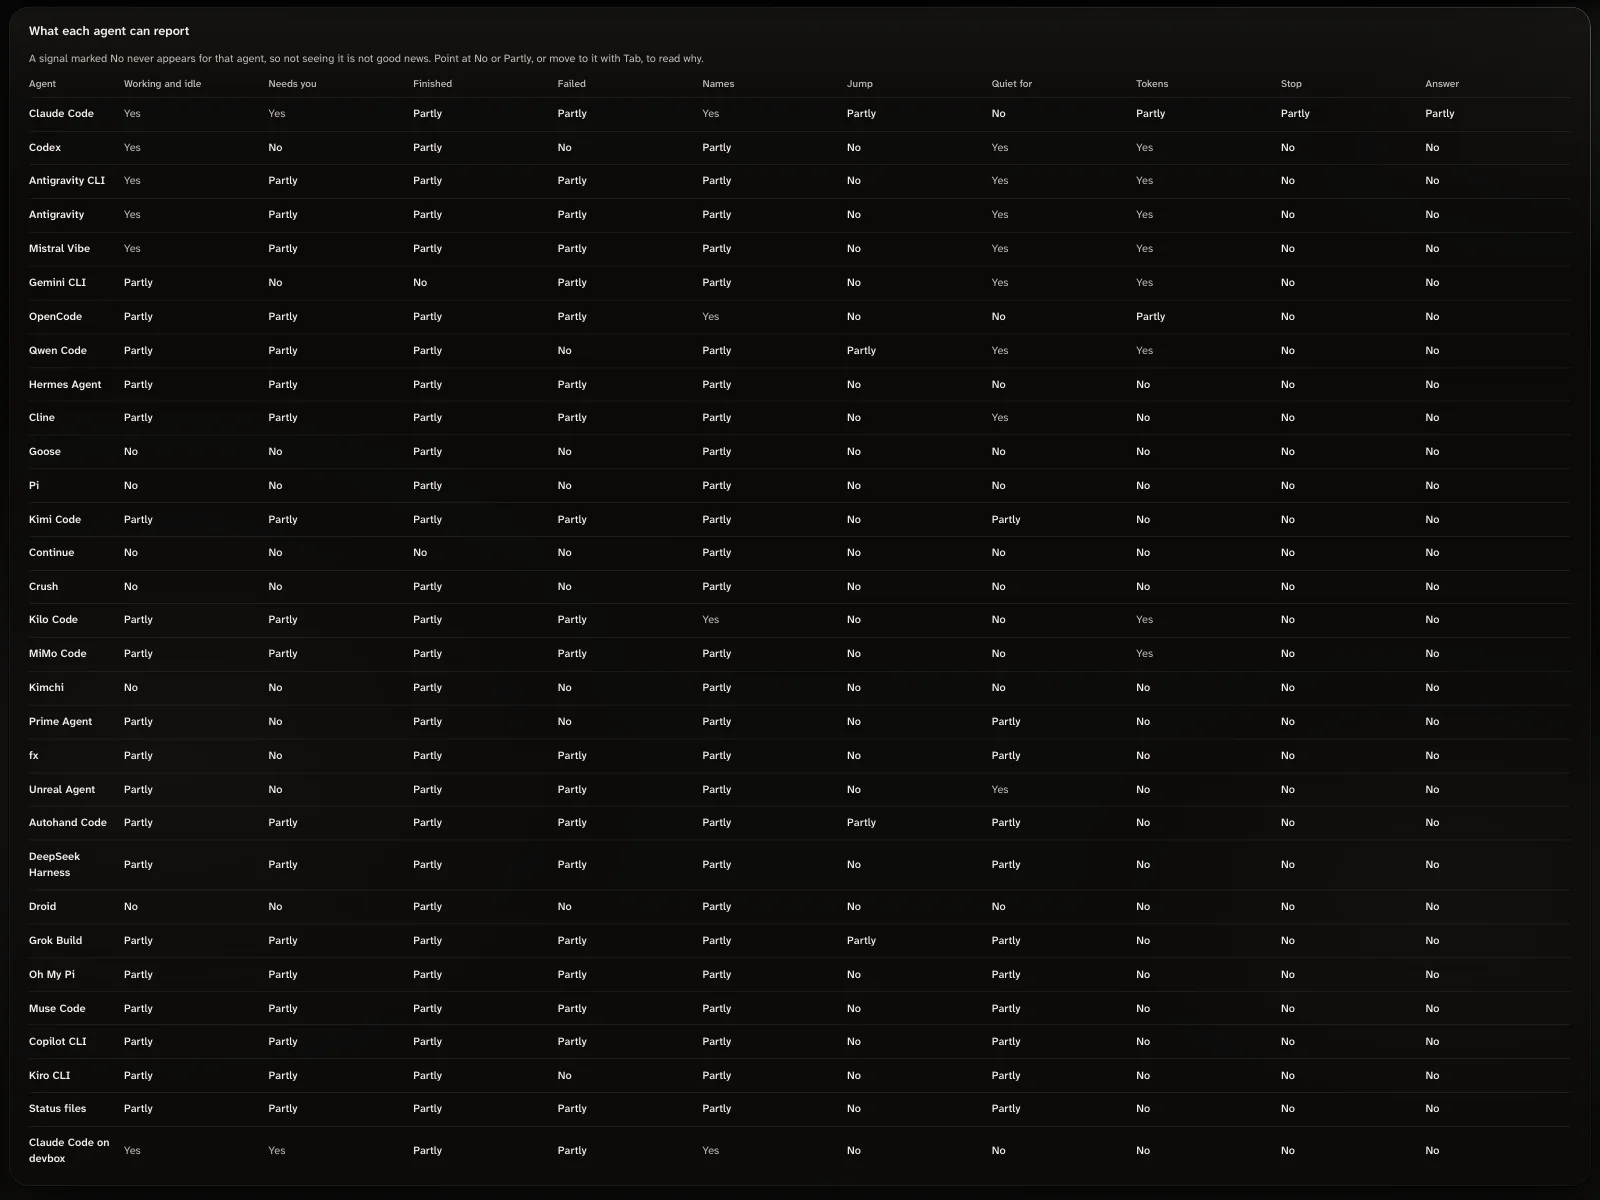 What each agent can report
A signal marked No never appears for that agent, so not seeing it is not good news. Point at No or Partly, or move to it with Tab, to read why.
Agent Working and idle Needs you Finished Failed Names Jump Quiet for Tokens Stop Answer
Claude Code Yes Yes Partly Partly Yes Partly No Partly Partly Partly
Codex Yes No Partly No Partly No Yes Yes No No
Antigravity CLI Yes Partly Partly Partly Partly No Yes Yes No No
Antigravity Yes Partly Partly Partly Partly No Yes Yes No No
Mistral Vibe Yes Partly Partly Partly Partly No Yes Yes No No
Gemini CLI Partly No No Partly Partly No Yes Yes No No
OpenCode Partly Partly Partly Partly Yes No No Partly No No
Qwen Code Partly Partly Partly No Partly Partly Yes Yes No No
Hermes Agent Partly Partly Partly Partly Partly No No No No No
Cline Partly Partly Partly Partly Partly No Yes No No No
Goose No No Partly No Partly No No No No No
Pi No No Partly No Partly No No No No No
Kimi Code Partly Partly Partly Partly Partly No Partly No No No
Continue No No No No Partly No No No No No
Crush No No Partly No Partly No No No No No
Kilo Code Partly Partly Partly Partly Yes No No Yes No No
MiMo Code Partly Partly Partly Partly Partly No No Yes No No
Kimchi No No Partly No Partly No No No No No
Prime Agent Partly No Partly No Partly No Partly No No No
fx Partly No Partly Partly Partly No Partly No No No
Unreal Agent Partly No Partly Partly Partly No Yes No No No
Autohand Code Partly Partly Partly Partly Partly Partly Partly No No No
DeepSeek
Harness Partly Partly Partly Partly Partly No Partly No No No
Droid No No Partly No Partly No No No No No
Grok Build Partly Partly Partly Partly Partly Partly Partly No No No
Oh My Pi Partly Partly Partly Partly Partly No Partly No No No
Muse Code Partly Partly Partly Partly Partly No Partly No No No
Copilot CLI Partly Partly Partly Partly Partly No Partly No No No
Kiro CLI Partly Partly Partly No Partly No Partly No No No
Status files Partly Partly Partly Partly Partly No Partly No No No
Claude Code on
devbox Yes Yes Partly Partly Yes No No No No No